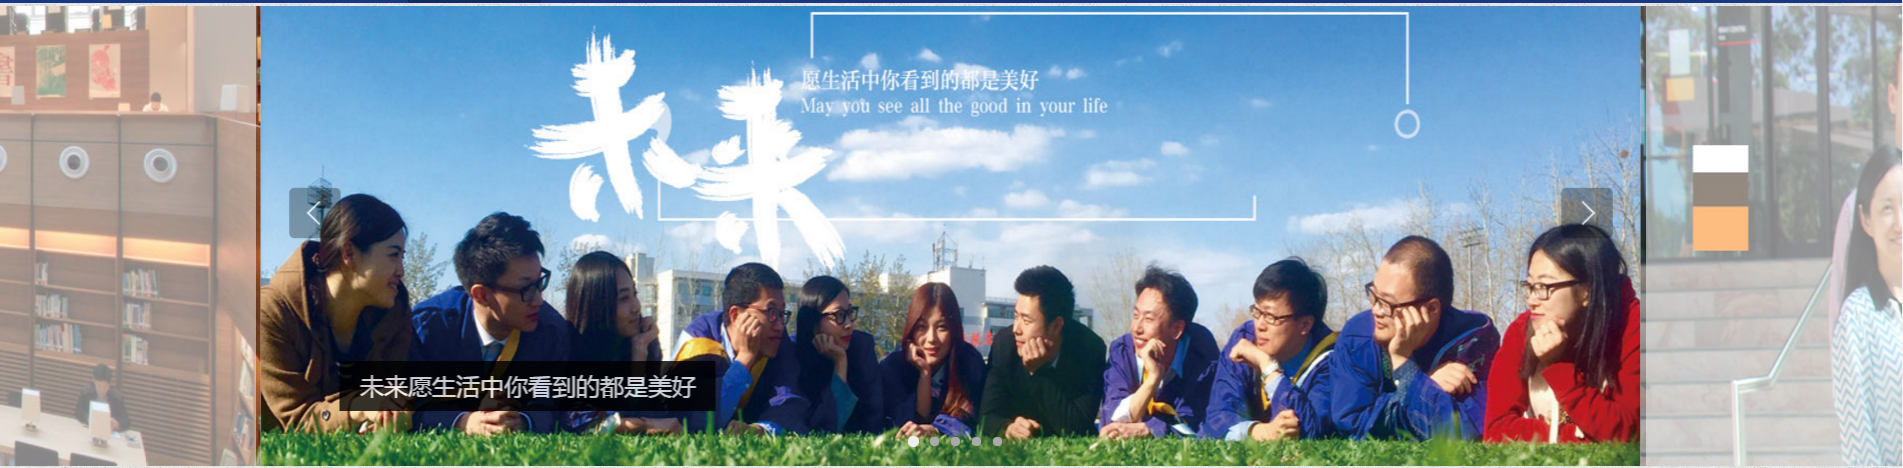 未来
愿生活中你看到的都是美好
May you see all the good in your life
未来愿生活中你看到的都是美好